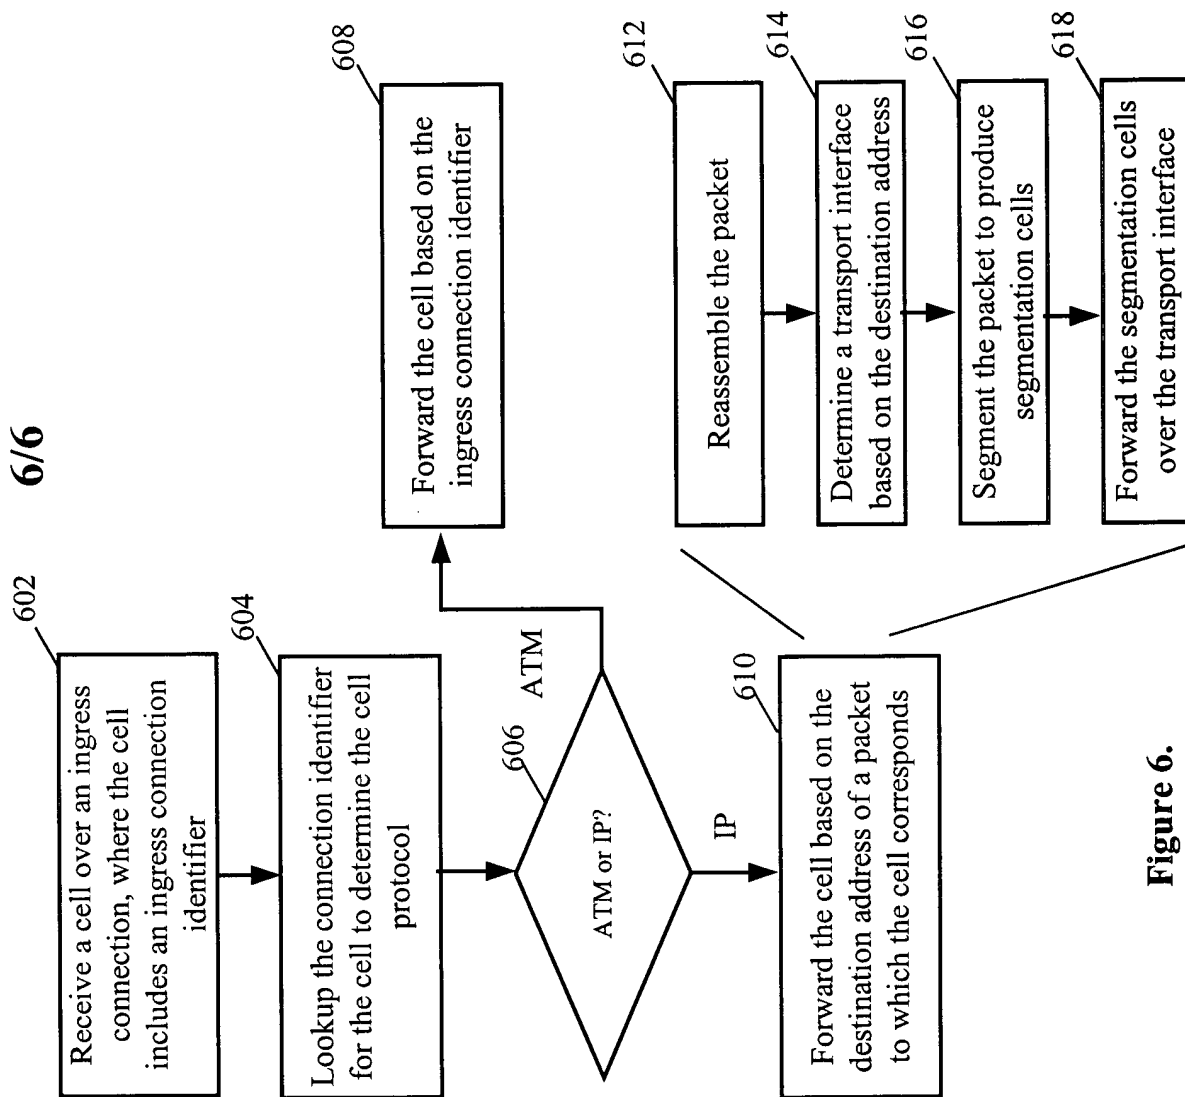 6/6
602
Receive a cell over an ingress
connection, where the cell
includes an ingress connection
identifier
604
Lookup the connection identifier
for the cell to determine the cell
protocol
606
ATM or IP?
ATM
608
Forward the cell based on the
ingress connection identifier
IP
610
Forward the cell based on the
destination address of a packet
to which the cell corresponds
612
Reassemble the packet
614
Determine a transport interface
based on the destination address
616
Segment the packet to produce
segmentation cells
618
Forward the segmentation cells
over the transport interface
Figure 6.